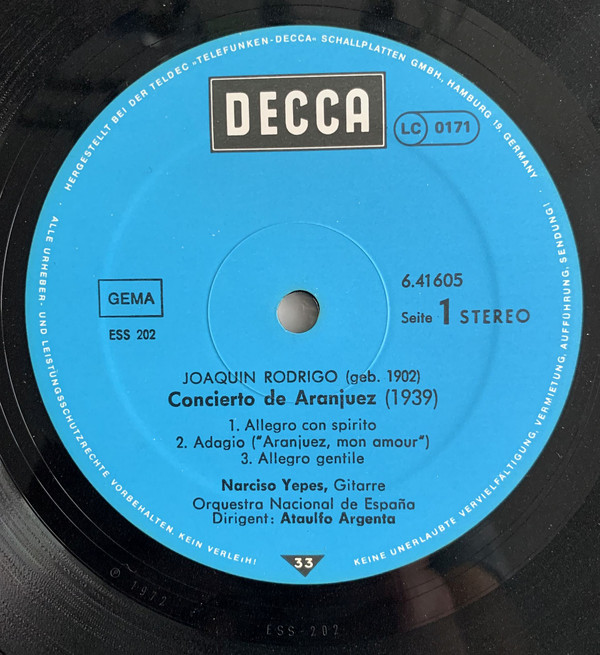 HERGESTELLT BEI DER TELDEC »TELEFUNKEN-DECCA« SCHALLPLATTEN GMBH, HAMBURG 19, GERMANY ·
DECCA
LC 0171
GEMA
ESS 202
6.41605
Seite 1 STEREO
JOAQUIN RODRIGO (geb. 1902)
Concierto de Aranjuez (1939)
1. Allegro con spirito
2. Adagio ("Aranjuez, mon amour")
3. Allegro gentile
Narciso Yepes, Gitarre
Orquestra Nacional de España
Dirigent: Ataulfo Argenta
33
· ALLE URHEBER- UND LEISTUNGSSCHUTZRECHTE VORBEHALTEN. KEIN VERLEIH!
KEINE UNERLAUBTE VERVIELFÄLTIGUNG, VERMIETUNG, AUFFÜHRUNG, SENDUNG! ·
℗ 1972
ESS-202